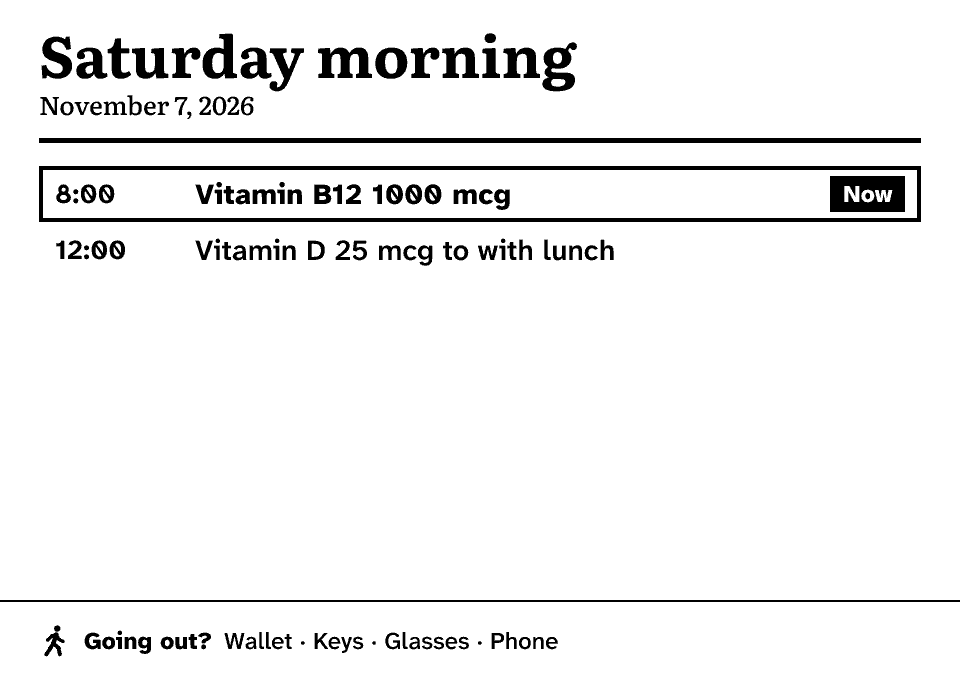 Saturday morning
November 7, 2026
8:00 Vitamin B12 1000 mcg Now
12:00 Vitamin D 25 mcg to with lunch
Going out? Wallet · Keys · Glasses · Phone